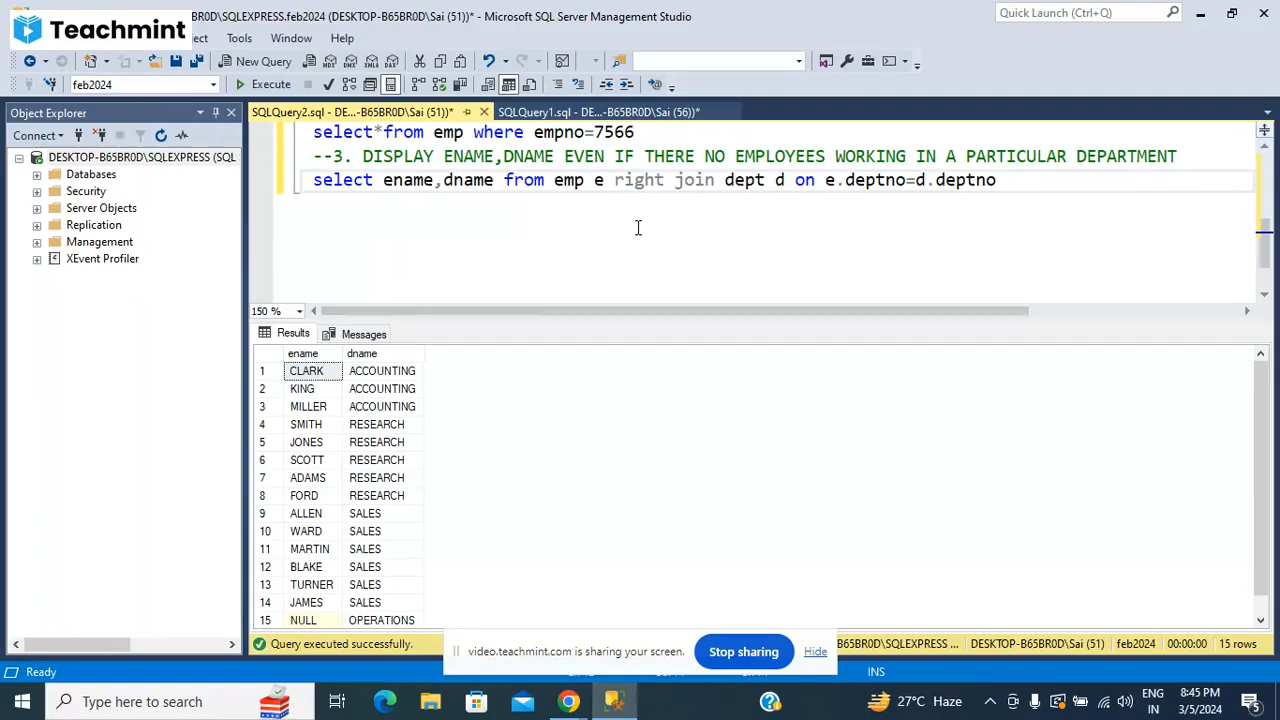 Teachmint
BR0D\SQLEXPRESS.feb2024 (DESKTOP-B65BR0D\Sai (51))* - Microsoft SQL Server Management Studio
Quick Launch (Ctrl+Q)
Tools Window Help
New Query
feb2024 Execute
Object Explorer
Connect
DESKTOP-B65BR0D\SQLEXPRESS (SQL
Databases
Security
Server Objects
Replication
Management
XEvent Profiler
SQLQuery2.sql - DE...-B65BR0D\Sai (51))* SQLQuery1.sql - DE...-B65BR0D\Sai (56))*
select*from emp where empno=7566
--3. DISPLAY ENAME,DNAME EVEN IF THERE NO EMPLOYEES WORKING IN A PARTICULAR DEPARTMENT
select ename,dname from emp e right join dept d on e.deptno=d.deptno
150 %
Results Messages
ename dname
1 CLARK ACCOUNTING
2 KING ACCOUNTING
3 MILLER ACCOUNTING
4 SMITH RESEARCH
5 JONES RESEARCH
6 SCOTT RESEARCH
7 ADAMS RESEARCH
8 FORD RESEARCH
9 ALLEN SALES
10 WARD SALES
11 MARTIN SALES
12 BLAKE SALES
13 TURNER SALES
14 JAMES SALES
15 NULL OPERATIONS
Query executed successfully.
B65BR0D\SQLEXPRESS ... DESKTOP-B65BR0D\Sai (51) feb2024 00:00:00 15 rows
video.teachmint.com is sharing your screen. Stop sharing Hide
Ready INS
Type here to search
27°C Haze
ENG
IN
8:45 PM
3/5/2024
5